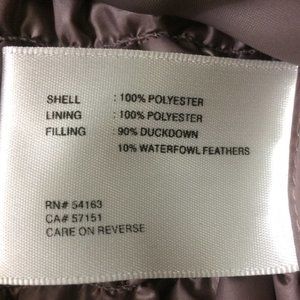 SHELL : 100% POLYESTER
LINING : 100% POLYESTER
FILLING : 90% DUCKDOWN
10% WATERFOWL FEATHERS
RN# 54163
CA# 57151
CARE ON REVERSE